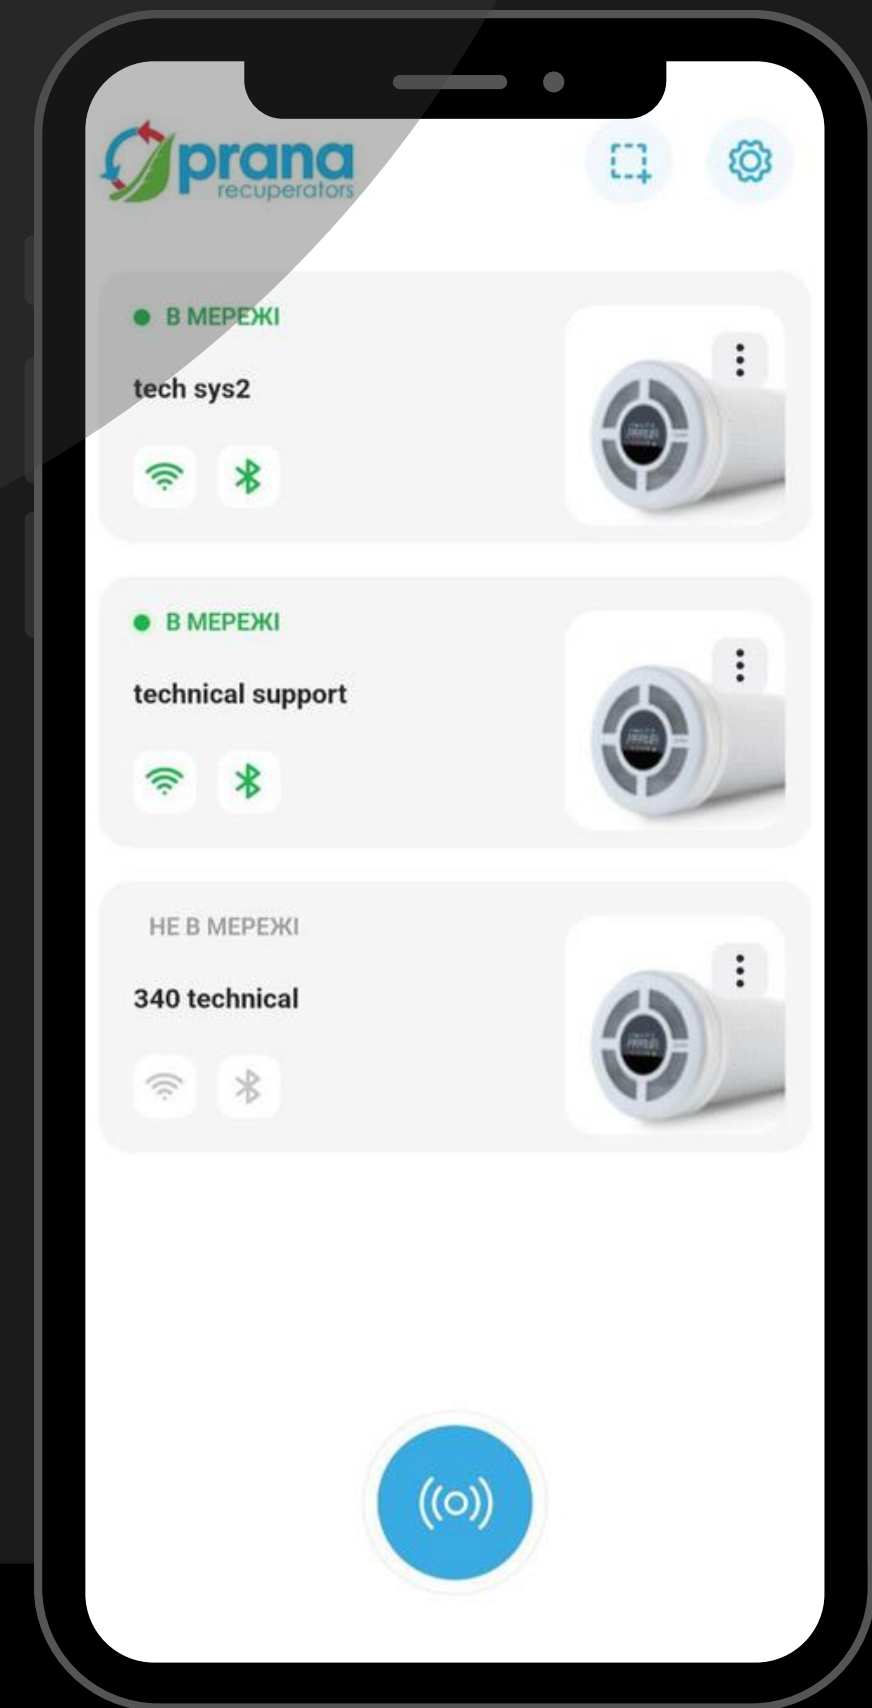 prana
recuperators
В МЕРЕЖІ
tech sys2
В МЕРЕЖІ
technical support
НЕ В МЕРЕЖІ
340 technical